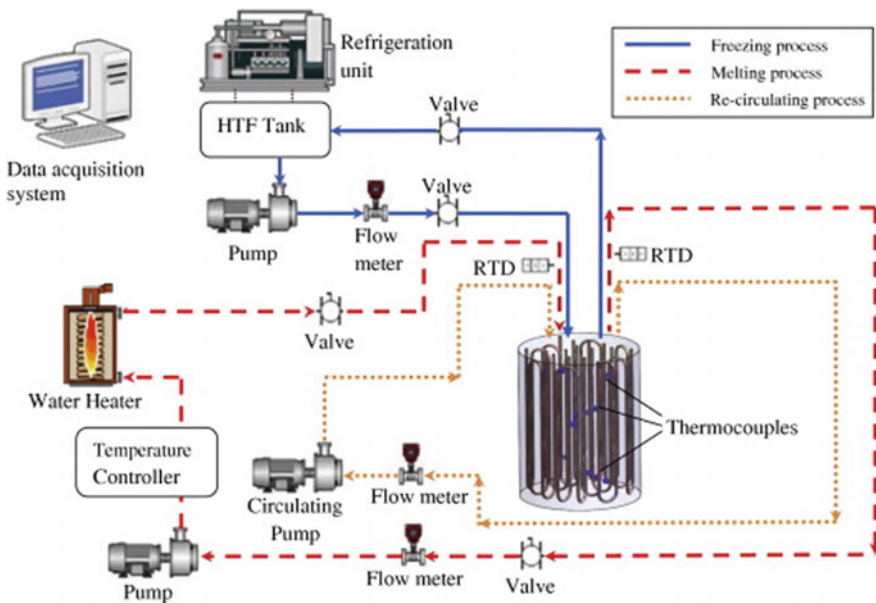 Refrigeration
unit
Freezing process
Melting process
Re-circulating process
Valve
HTF Tank
Data acquisition
system
Valve
Pump
Flow
meter
RTD
RTD
Valve
Water Heater
Thermocouples
Temperature
Controller
Circulating
Pump
Flow meter
Pump
Flow meter
Valve